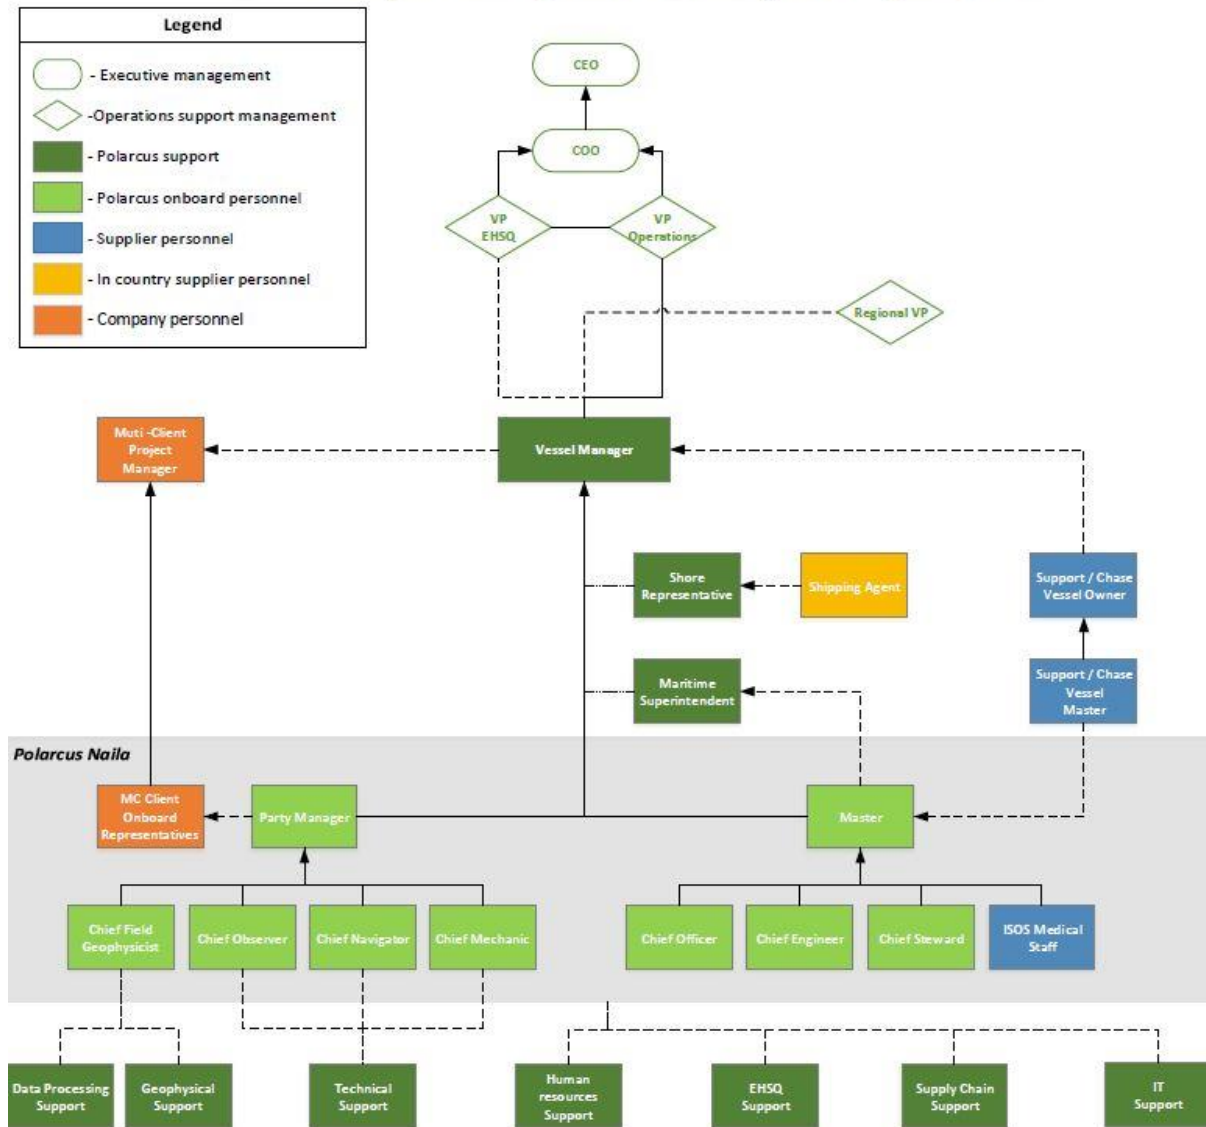 Legend
- Executive management
-Operations support management
- Polarcus support
- Polarcus onboard personnel
- Supplier personnel
- In country supplier personnel
- Company personnel
CEO
COO
VP
EHSQ
VP
Operations
Regional VP
Muti -Client
Project
Manager
Vessel Manager
Shore
Representative
Shipping Agent
Support / Chase
Vessel Owner
Maritime
Superintendent
Support / Chase
Vessel
Master
Polarcus Naila
MC Client
Onboard
Representatives
Party Manager
Master
Chief Field
Geophysicist
Chief Observer
Chief Navigator
Chief Mechanic
Chief Officer
Chief Engineer
Chief Steward
ISOS Medical
Staff
Data Processing
Support
Geophysical
Support
Technical
Support
Human
resources
Support
EHSQ
Support
Supply Chain
Support
IT
Support